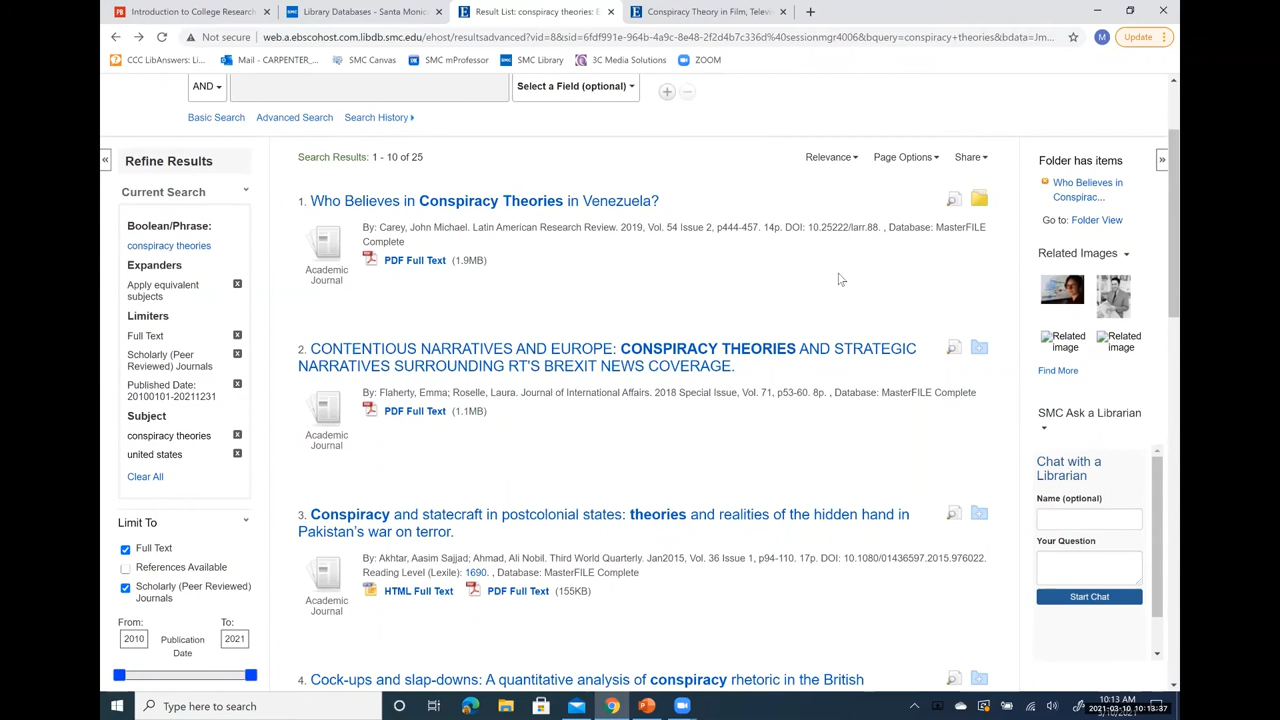 Introduction to College Research
Library Databases - Santa Monic
Result List: conspiracy theories: E
Conspiracy Theory in Film, Telev
Not secure
web.a.ebscohost.com.libdb.smc.edu/ehost/resultsadvanced?vid=8&sid=6fdf991e-964b-4a9c-8e48-2f2d4b7c336d%40sessionmgr4006&bquery=conspiracy+theories&bdata=Jm...
M
Update
CCC LibAnswers: Li...
Mail - CARPENTER_...
SMC Canvas
SMC mProfessor
SMC Library
3C Media Solutions
ZOOM
AND
Select a Field (optional)
Basic Search
Advanced Search
Search History
Refine Results
Current Search
Boolean/Phrase:
conspiracy theories
Expanders
Apply equivalent
subjects
Limiters
Full Text
Scholarly (Peer
Reviewed) Journals
Published Date:
20100101-20211231
Subject
conspiracy theories
united states
Clear All
Limit To
Full Text
References Available
Scholarly (Peer Reviewed)
Journals
From:
To:
2010
Publication
Date
2021
Search Results: 1 - 10 of 25
Relevance
Page Options
Share
1. Who Believes in Conspiracy Theories in Venezuela?
By: Carey, John Michael. Latin American Research Review. 2019, Vol. 54 Issue 2, p444-457. 14p. DOI: 10.25222/larr.88. , Database: MasterFILE
Complete
PDF Full Text (1.9MB)
Academic
Journal
2. CONTENTIOUS NARRATIVES AND EUROPE: CONSPIRACY THEORIES AND STRATEGIC
NARRATIVES SURROUNDING RT'S BREXIT NEWS COVERAGE.
By: Flaherty, Emma; Roselle, Laura. Journal of International Affairs. 2018 Special Issue, Vol. 71, p53-60. 8p. , Database: MasterFILE Complete
PDF Full Text (1.1MB)
Academic
Journal
3. Conspiracy and statecraft in postcolonial states: theories and realities of the hidden hand in
Pakistan's war on terror.
By: Akhtar, Aasim Sajjad; Ahmad, Ali Nobil. Third World Quarterly. Jan2015, Vol. 36 Issue 1, p94-110. 17p. DOI: 10.1080/01436597.2015.976022.
Reading Level (Lexile): 1690. , Database: MasterFILE Complete
HTML Full Text
PDF Full Text (155KB)
Academic
Journal
4. Cock-ups and slap-downs: A quantitative analysis of conspiracy rhetoric in the British
Folder has items
Who Believes in
Conspirac...
Go to: Folder View
Related Images
Related
image
Related
image
Find More
SMC Ask a Librarian
Chat with a
Librarian
Name (optional)
Your Question
Start Chat
Type here to search
10:13 AM
2021-03-10 10:13:37